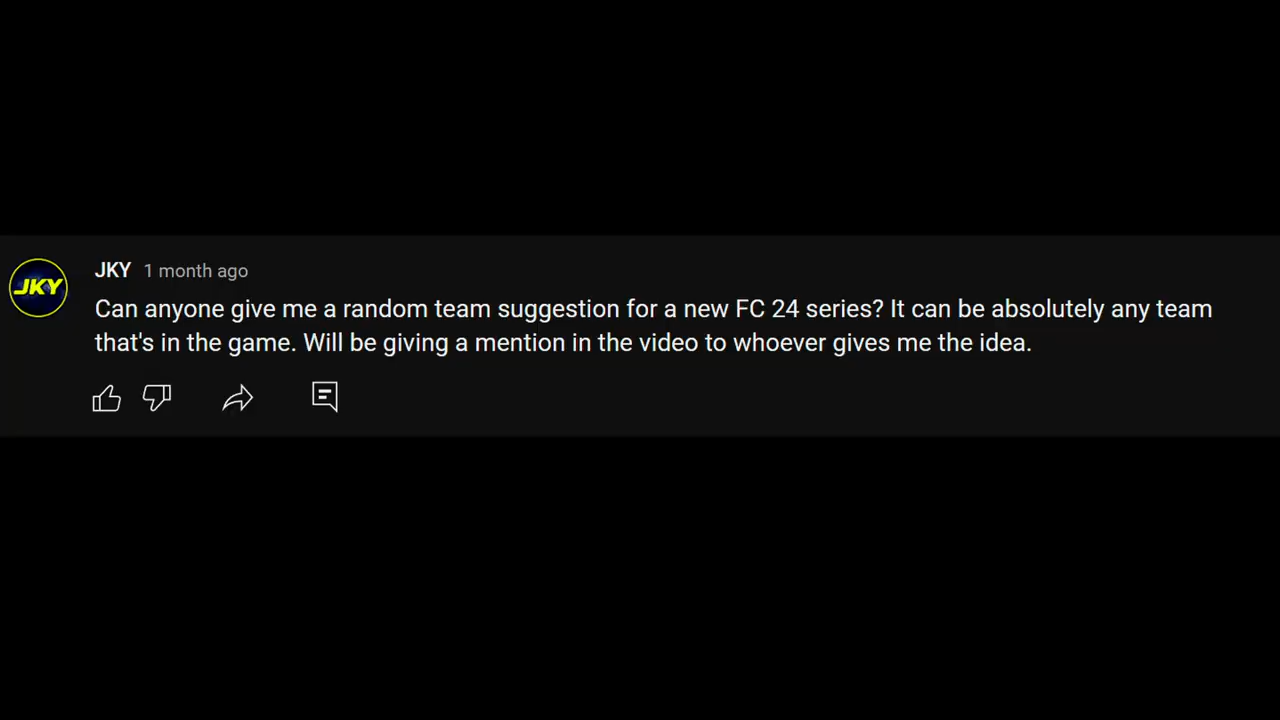 JKY 1 month ago
JKY
Can anyone give me a random team suggestion for a new FC 24 series? It can be absolutely any team
that's in the game. Will be giving a mention in the video to whoever gives me the idea.